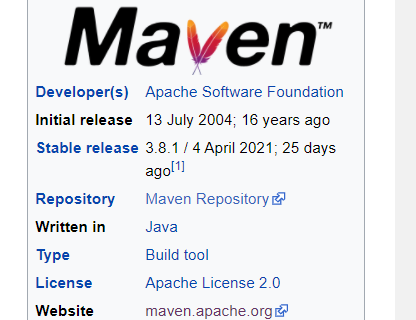 Maven™
Developer(s) Apache Software Foundation
Initial release 13 July 2004; 16 years ago
Stable release 3.8.1 / 4 April 2021; 25 days
ago[1]
Repository Maven Repository
Written in Java
Type Build tool
License Apache License 2.0
Website maven.apache.org